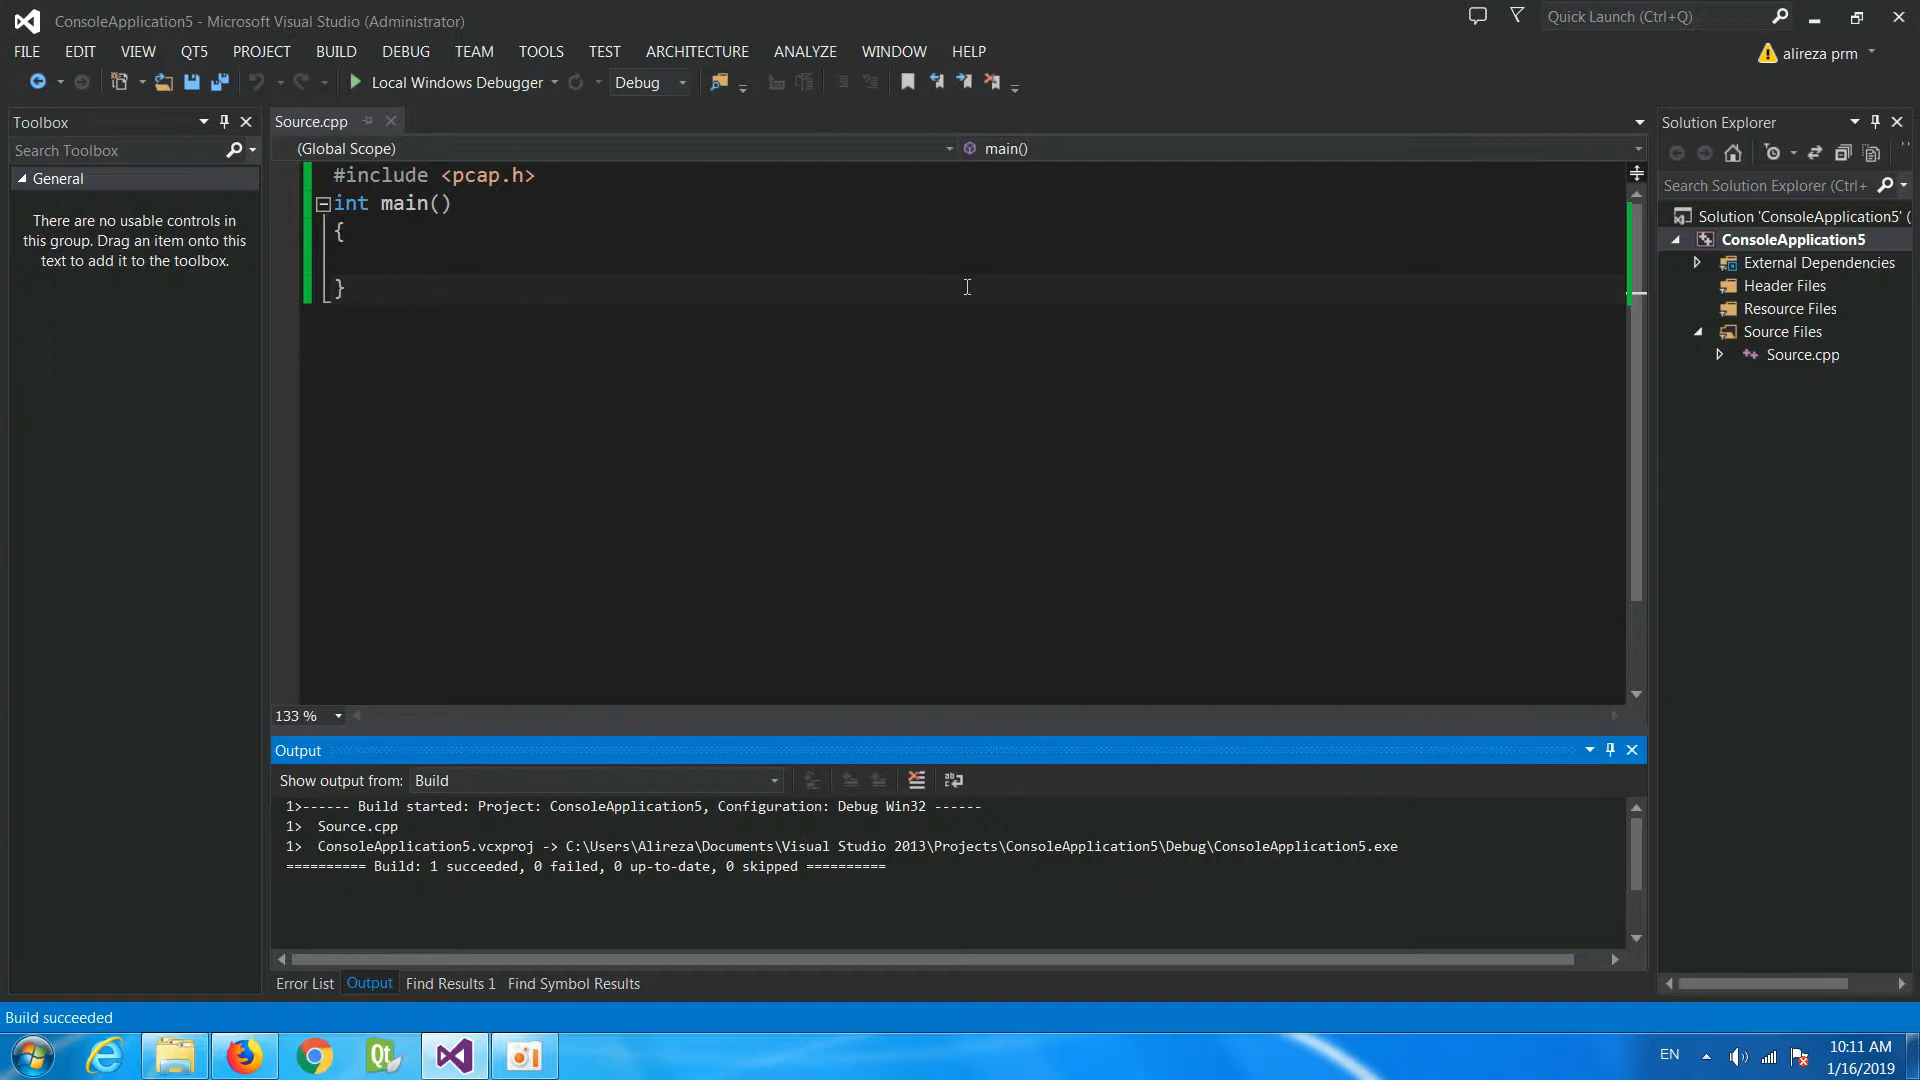 ConsoleApplication5 - Microsoft Visual Studio (Administrator)
Quick Launch (Ctrl+Q)
FILE EDIT VIEW QT5 PROJECT BUILD DEBUG TEAM TOOLS TEST ARCHITECTURE ANALYZE WINDOW HELP
alireza prm
Local Windows Debugger
Debug
Toolbox
Search Toolbox
General
There are no usable controls in
this group. Drag an item onto this
text to add it to the toolbox.
Source.cpp
(Global Scope)
main()
#include <pcap.h>
int main()
{
}
133 %
Output
Show output from: Build
1>------ Build started: Project: ConsoleApplication5, Configuration: Debug Win32 ------
1>  Source.cpp
1>  ConsoleApplication5.vcxproj -> C:\Users\Alireza\Documents\Visual Studio 2013\Projects\ConsoleApplication5\Debug\ConsoleApplication5.exe
========== Build: 1 succeeded, 0 failed, 0 up-to-date, 0 skipped ==========
Error List Output Find Results 1 Find Symbol Results
Solution Explorer
Search Solution Explorer (Ctrl+
Solution 'ConsoleApplication5' (
ConsoleApplication5
External Dependencies
Header Files
Resource Files
Source Files
Source.cpp
Build succeeded
Qt
EN
10:11 AM
1/16/2019